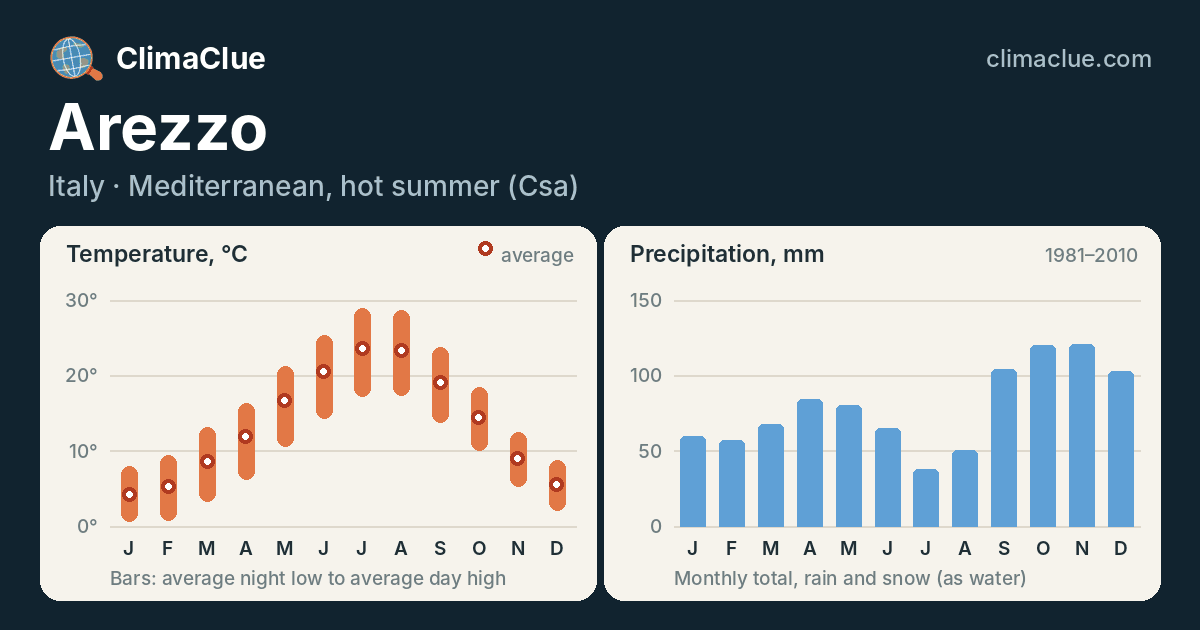 ClimaClue
climaclue.com
Arezzo
Italy · Mediterranean, hot summer (Csa)
Temperature, °C
average
30°
20°
10°
0°
J F M A M J J A S O N D
Bars: average night low to average day high
Precipitation, mm
1981–2010
150
100
50
0
J F M A M J J A S O N D
Monthly total, rain and snow (as water)